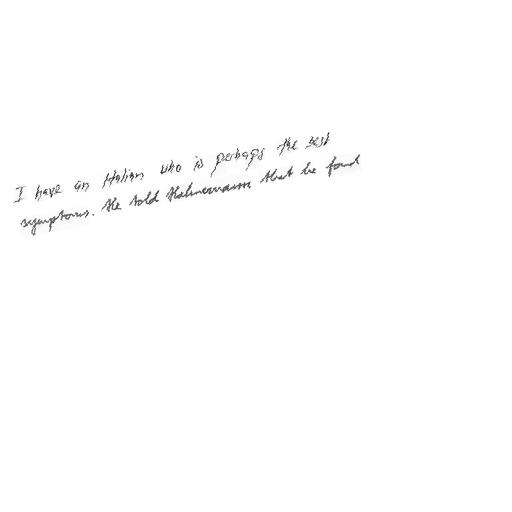 I have an Italian who is perhaps the best
symptoms. He told Hahnemann that he found